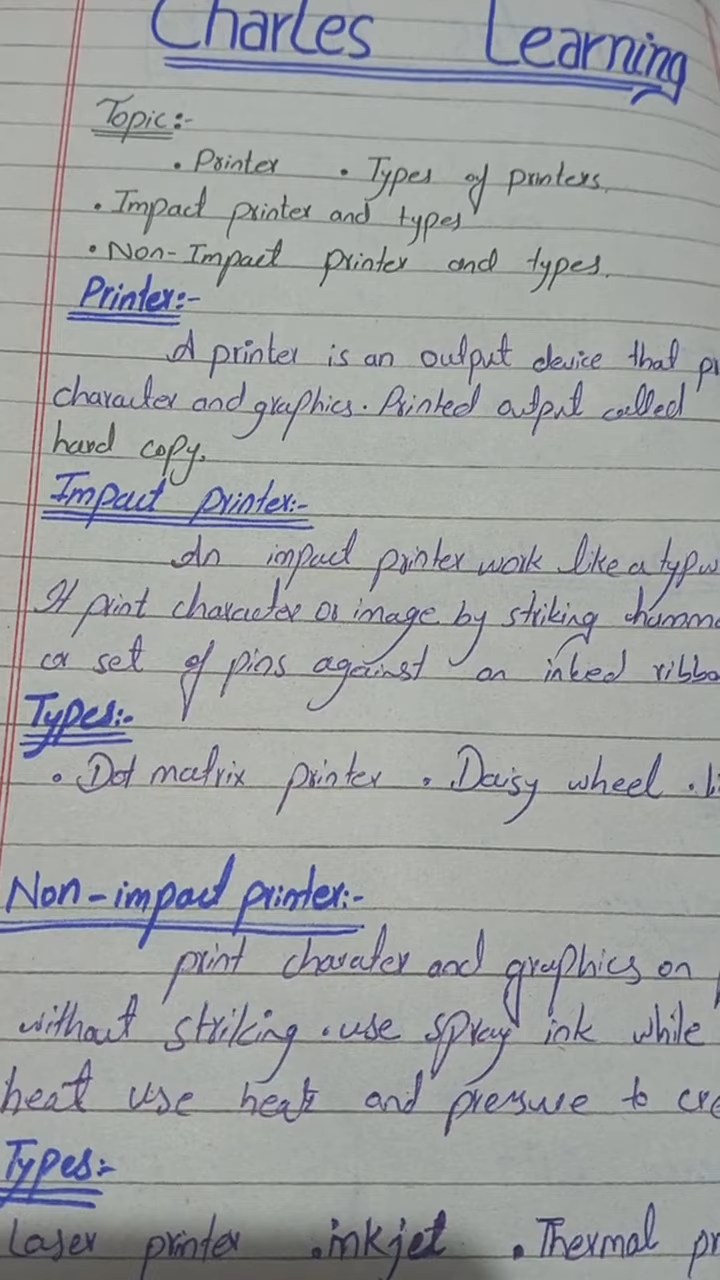 Charles Learning
Topic:-
• Printer • Types of printers.
• Impact printer and types
• Non-Impact printer and types.
Printer:-
A printer is an output device that
character and graphics. Printed output called
hard copy.
Impact printer:-
An impact printer work like a
It print character or image by striking
or set of pins against an inked
Types:-
• Dot matrix printer • Daisy wheel •
Non-impact printer:-
print charater and graphics on
without striking • use spray ink while
heat use heat and pressure to
Types:-
Laser printer • inkjet • Thermal